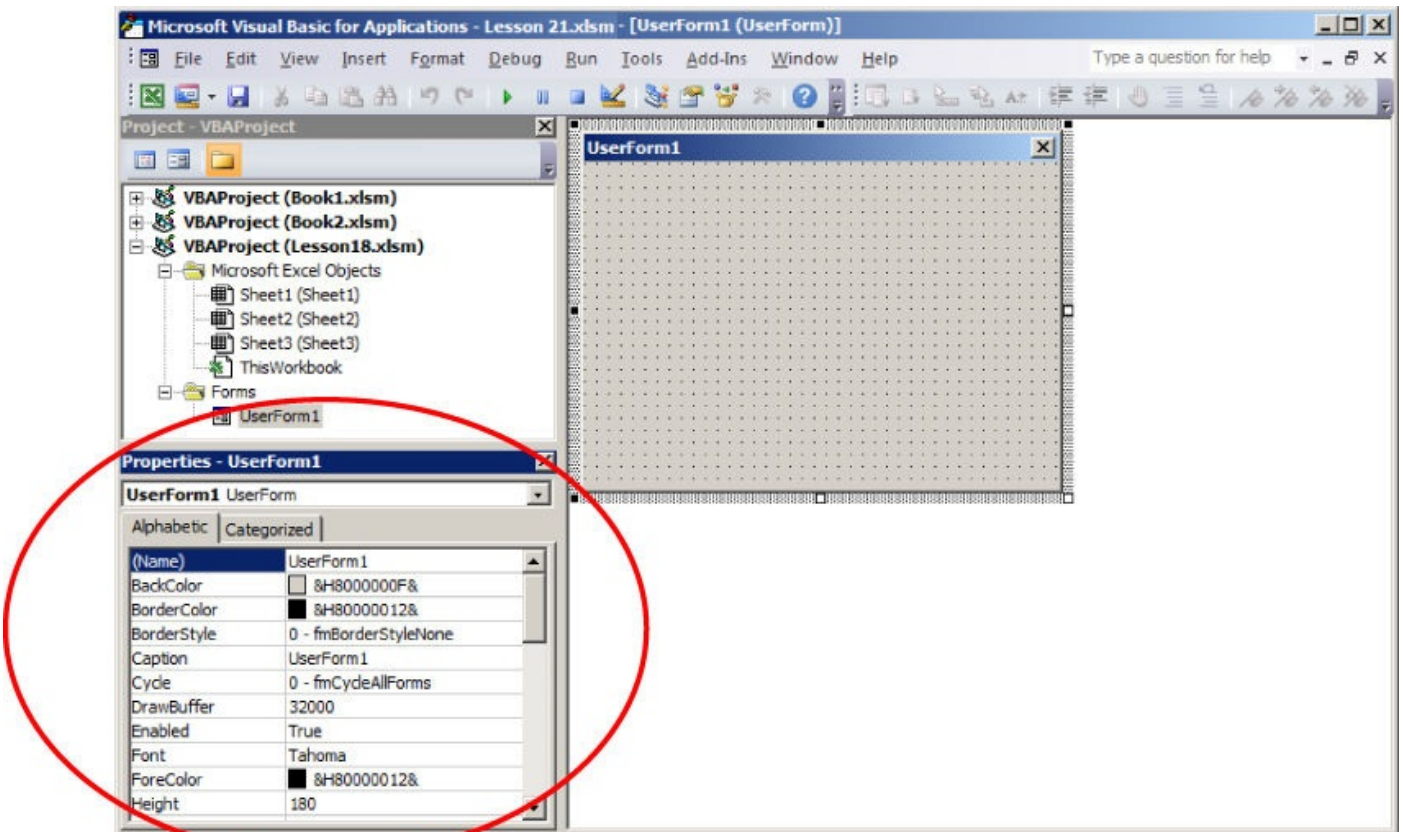 Microsoft Visual Basic for Applications - Lesson 21.xlsm - [UserForm1 (UserForm)]
File Edit View Insert Format Debug Run Tools Add-Ins Window Help Type a question for help
Project - VBAProject
VBAProject (Book1.xlsm)
VBAProject (Book2.xlsm)
VBAProject (Lesson18.xlsm)
Microsoft Excel Objects
Sheet1 (Sheet1)
Sheet2 (Sheet2)
Sheet3 (Sheet3)
ThisWorkbook
Forms
UserForm1
Properties - UserForm1
UserForm1 UserForm
Alphabetic Categorized
(Name) UserForm1
BackColor &H8000000F&
BorderColor &H80000012&
BorderStyle 0 - fmBorderStyleNone
Caption UserForm1
Cycle 0 - fmCycleAllForms
DrawBuffer 32000
Enabled True
Font Tahoma
ForeColor &H80000012&
Height 180
UserForm1